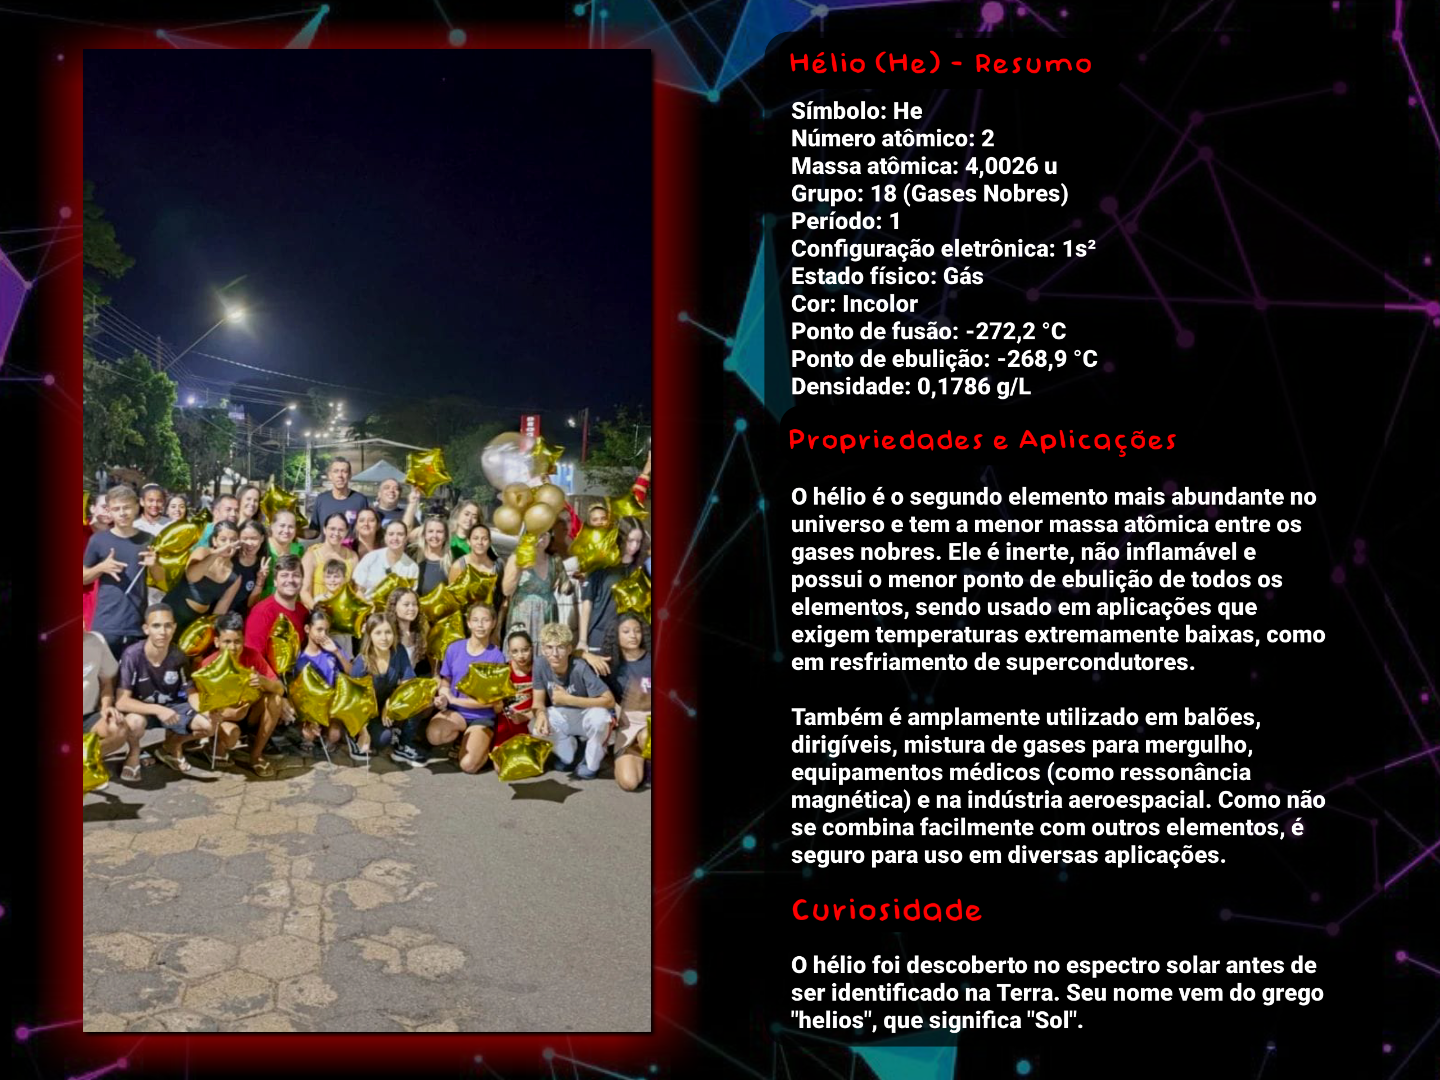 Hélio (He) - Resumo
Símbolo: He
Número atômico: 2
Massa atômica: 4,0026 u
Grupo: 18 (Gases Nobres)
Período: 1
Configuração eletrônica: 1s²
Estado físico: Gás
Cor: Incolor
Ponto de fusão: -272,2 °C
Ponto de ebulição: -268,9 °C
Densidade: 0,1786 g/L
Propriedades e Aplicações
O hélio é o segundo elemento mais abundante no
universo e tem a menor massa atômica entre os
gases nobres. Ele é inerte, não inflamável e
possui o menor ponto de ebulição de todos os
elementos, sendo usado em aplicações que
exigem temperaturas extremamente baixas, como
em resfriamento de supercondutores.
Também é amplamente utilizado em balões,
dirigíveis, mistura de gases para mergulho,
equipamentos médicos (como ressonância
magnética) e na indústria aeroespacial. Como não
se combina facilmente com outros elementos, é
seguro para uso em diversas aplicações.
Curiosidade
O hélio foi descoberto no espectro solar antes de
ser identificado na Terra. Seu nome vem do grego
"helios", que significa "Sol".